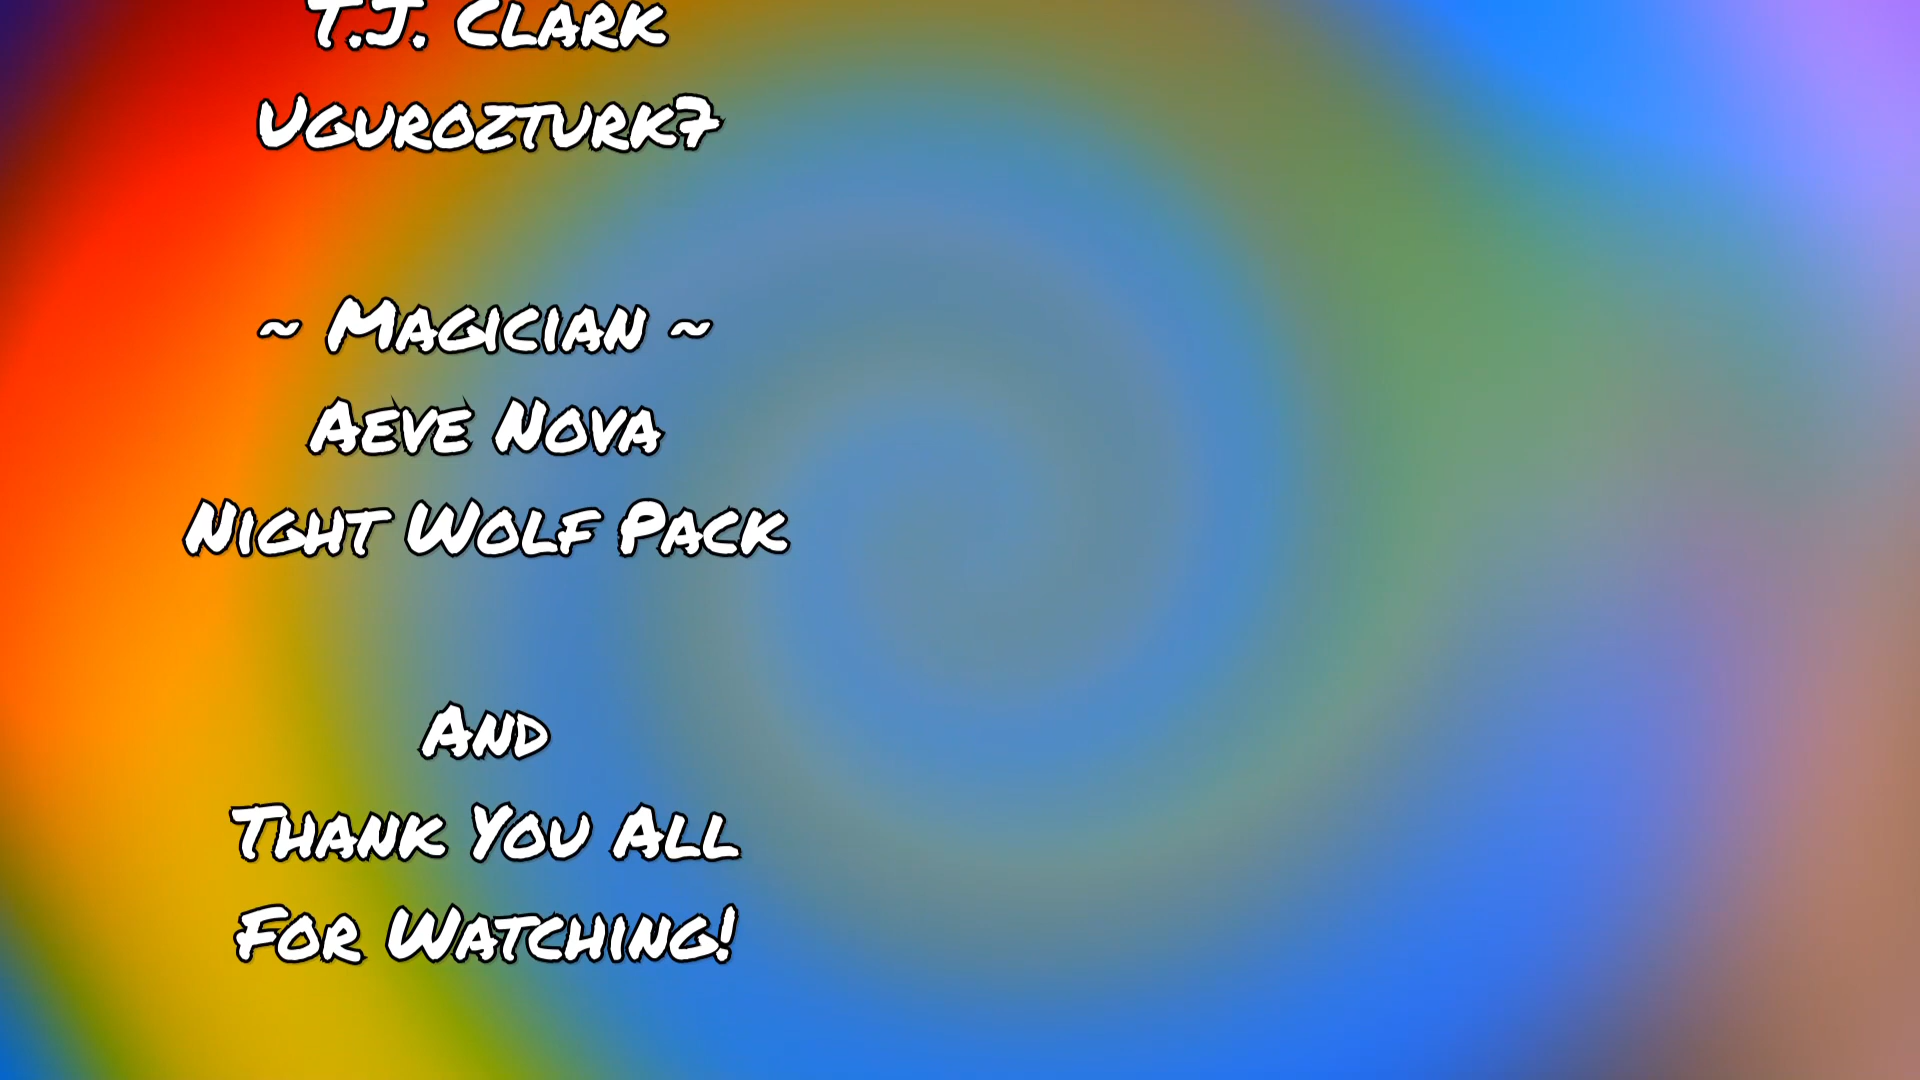 T.J. Clark
Ugurozturk7
~ Magician ~
Aeve Nova
Night Wolf Pack
And
Thank You All
For Watching!